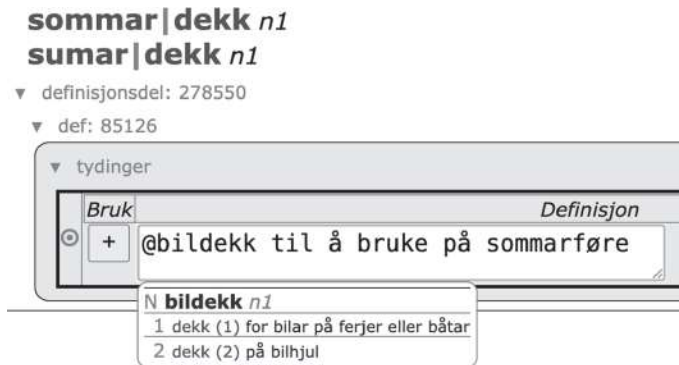 sommar|dekk n1
sumar|dekk n1
▼ definisjonsdel: 278550
▼ def: 85126
▼ tydinger
Bruk Definisjon
+ @bildekk til å bruke på sommarføre
N bildekk n1
1 dekk (1) for bilar på ferjer eller båtar
2 dekk (2) på bilhjul